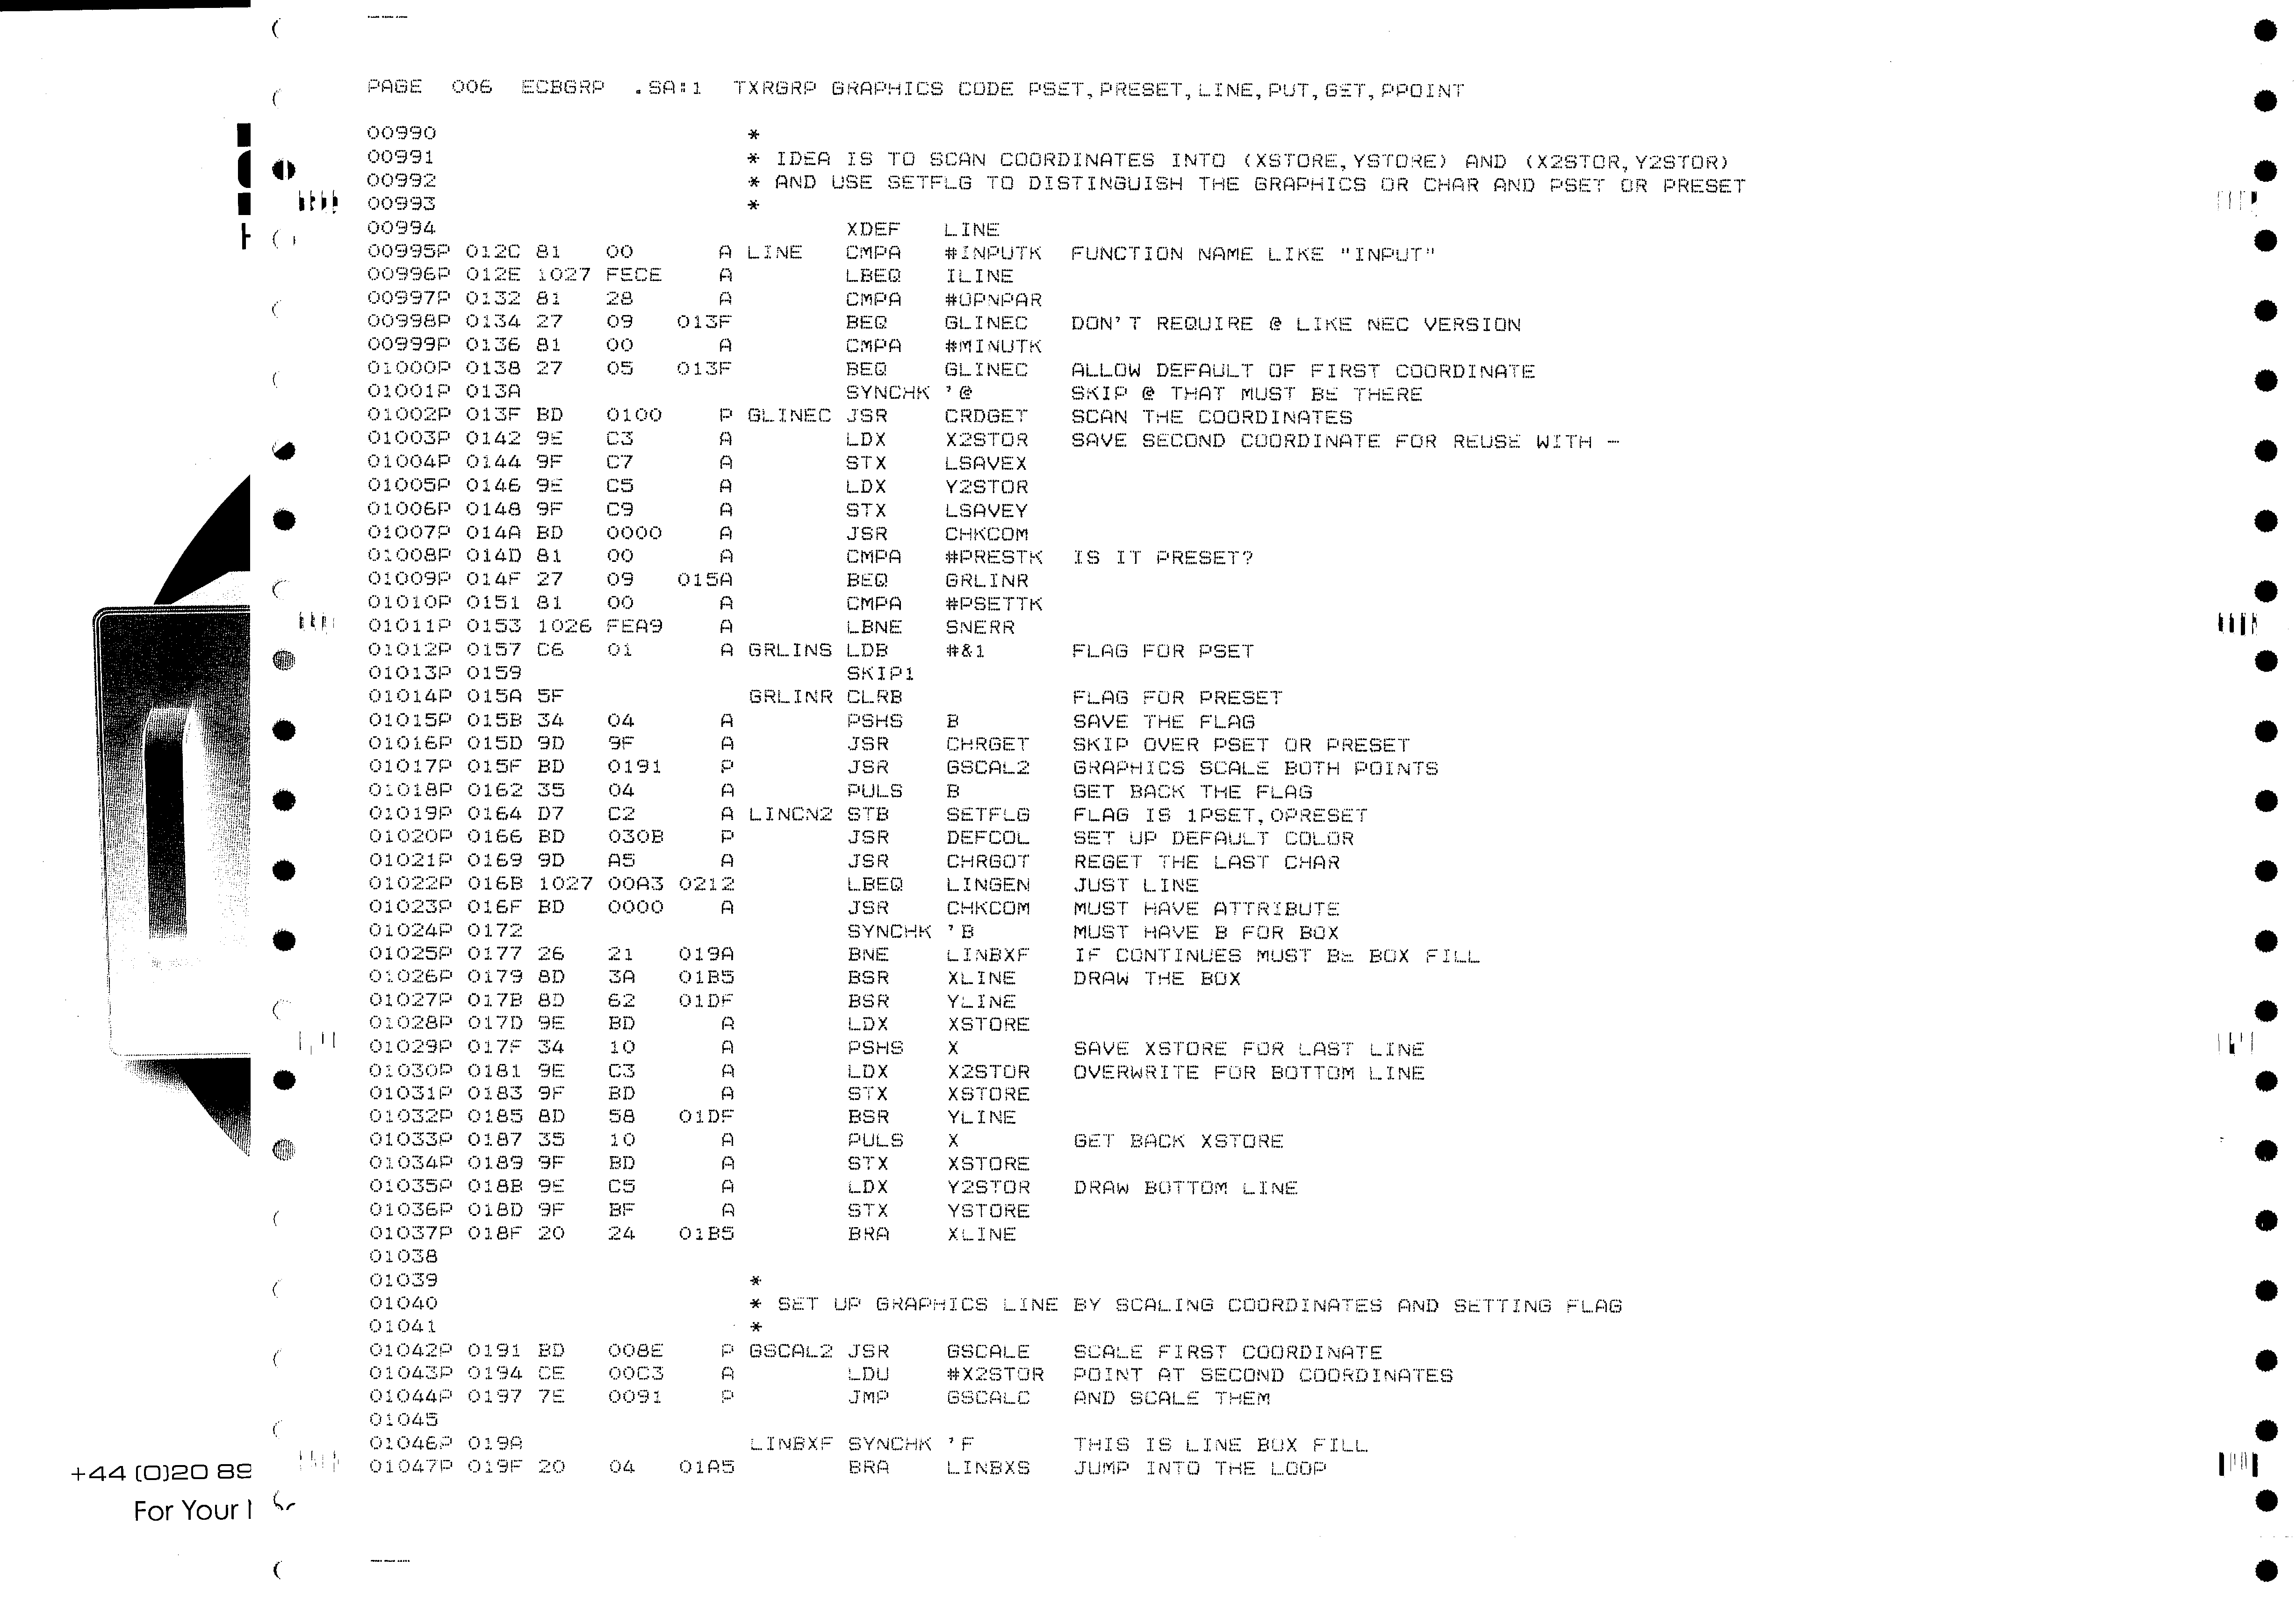 PAGE  006  ECBGRP  .SA:1  TXRGRP GRAPHICS CODE PSET,PRESET,LINE,PUT,GET,PPOINT
00990 *
00991 * IDEA IS TO SCAN COORDINATES INTO (XSTORE,YSTORE) AND (X2STOR,Y2STOR)
00992 * AND USE SETFLG TO DISTINGUISH THE GRAPHICS OR CHAR AND PSET OR PRESET
00993 *
00994 XDEF LINE
00995P 012C 81 00 A LINE CMPA #INPUTK FUNCTION NAME LIKE "INPUT"
00996P 012E 1027 FECE A LBEQ ILINE
00997P 0132 81 28 A CMPA #OPNPAR
00998P 0134 27 09 013F BEQ GLINEC DON'T REQUIRE @ LIKE NEC VERSION
00999P 0136 81 00 A CMPA #MINUTK
01000P 0138 27 05 013F BEQ GLINEC ALLOW DEFAULT OF FIRST COORDINATE
01001P 013A SYNCHK '@ SKIP @ THAT MUST BE THERE
01002P 013F BD 0100 P GLINEC JSR CRDGET SCAN THE COORDINATES
01003P 0142 9E C3 A LDX X2STOR SAVE SECOND COORDINATE FOR REUSE WITH -
01004P 0144 9F C7 A STX LSAVEX
01005P 0146 9E C5 A LDX Y2STOR
01006P 0148 9F C9 A STX LSAVEY
01007P 014A BD 0000 A JSR CHKCOM
01008P 014D 81 00 A CMPA #PRESTK IS IT PRESET?
01009P 014F 27 09 015A BEQ GRLINR
01010P 0151 81 00 A CMPA #PSETTK
01011P 0153 1026 FEA9 A LBNE SNERR
01012P 0157 C6 01 A GRLINS LDB #&1 FLAG FOR PSET
01013P 0159 SKIP1
01014P 015A 5F GRLINR CLRB FLAG FOR PRESET
01015P 015B 34 04 A PSHS B SAVE THE FLAG
01016P 015D 9D 9F A JSR CHRGET SKIP OVER PSET OR PRESET
01017P 015F BD 0191 P JSR GSCAL2 GRAPHICS SCALE BOTH POINTS
01018P 0162 35 04 A PULS B GET BACK THE FLAG
01019P 0164 D7 C2 A LINCN2 STB SETFLG FLAG IS 1PSET,0PRESET
01020P 0166 BD 030B P JSR DEFCOL SET UP DEFAULT COLOR
01021P 0169 9D A5 A JSR CHRGOT REGET THE LAST CHAR
01022P 016B 1027 00A3 0212 LBEQ LINGEN JUST LINE
01023P 016F BD 0000 A JSR CHKCOM MUST HAVE ATTRIBUTE
01024P 0172 SYNCHK 'B MUST HAVE B FOR BOX
01025P 0177 26 21 019A BNE LINBXF IF CONTINUES MUST BE BOX FILL
01026P 0179 8D 3A 01B5 BSR XLINE DRAW THE BOX
01027P 017B 8D 62 01DF BSR YLINE
01028P 017D 9E BD A LDX XSTORE
01029P 017F 34 10 A PSHS X SAVE XSTORE FOR LAST LINE
01030P 0181 9E C3 A LDX X2STOR OVERWRITE FOR BOTTOM LINE
01031P 0183 9F BD A STX XSTORE
01032P 0185 8D 58 01DF BSR YLINE
01033P 0187 35 10 A PULS X GET BACK XSTORE
01034P 0189 9F BD A STX XSTORE
01035P 018B 9E C5 A LDX Y2STOR DRAW BOTTOM LINE
01036P 018D 9F BF A STX YSTORE
01037P 018F 20 24 01B5 BRA XLINE
01038
01039 *
01040 * SET UP GRAPHICS LINE BY SCALING COORDINATES AND SETTING FLAG
01041 *
01042P 0191 BD 008E P GSCAL2 JSR GSCALE SCALE FIRST COORDINATE
01043P 0194 CE 00C3 A LDU #X2STOR POINT AT SECOND COORDINATES
01044P 0197 7E 0091 P JMP GSCALC AND SCALE THEM
01045
01046P 019A LINBXF SYNCHK 'F THIS IS LINE BOX FILL
01047P 019F 20 04 01A5 BRA LINBXS JUMP INTO THE LOOP
+44 (0)20 89
For Your